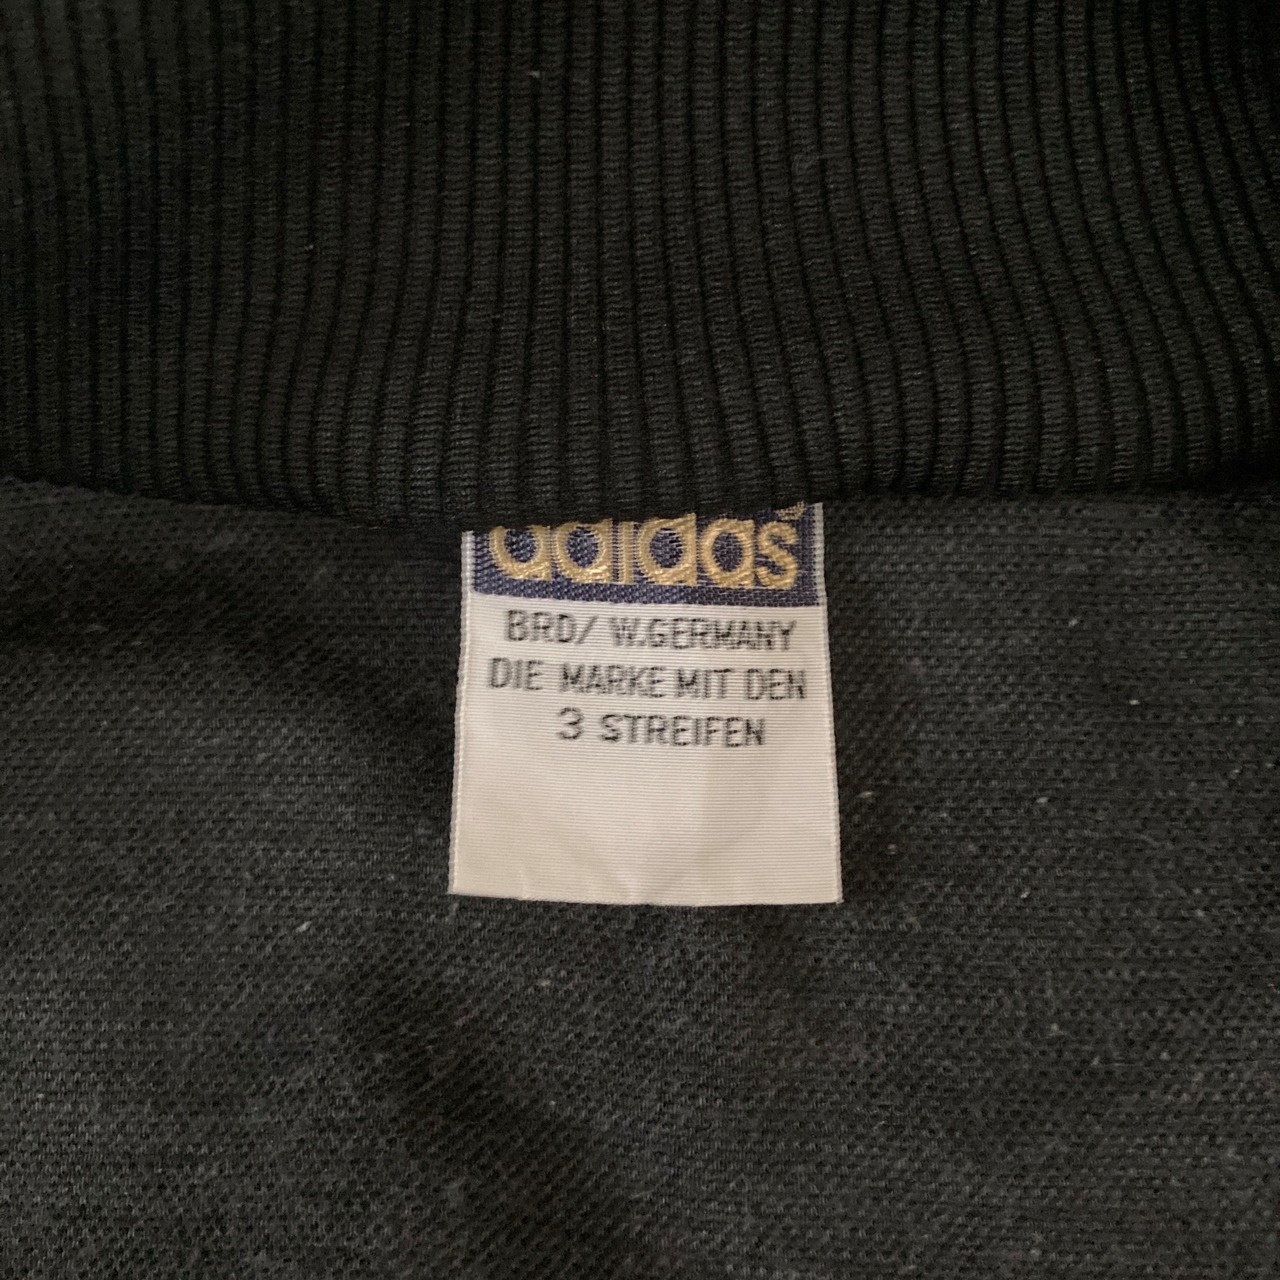 adidas
BRD/ W.GERMANY
DIE MARKE MIT DEN
3 STREIFEN